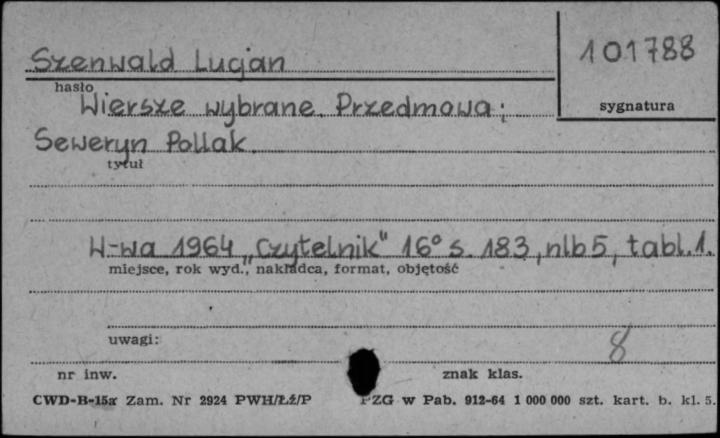 Szenwald Lucjan
101788
hasło
sygnatura
Wiersze wybrane. Przedmowa:
Seweryn Pollak.
tytuł
W-wa 1964 „Czytelnik" 16° s. 183, nlb 5, tabl. 1.
miejsce, rok wyd., nakładca, format, objętość
uwagi:
8
nr inw.
znak klas.
CWD-B-15a Zam. Nr 2924 PWH/Łź/P PZG w Pab. 912-64 1 000 000 szt. kart. b. kl. 5.